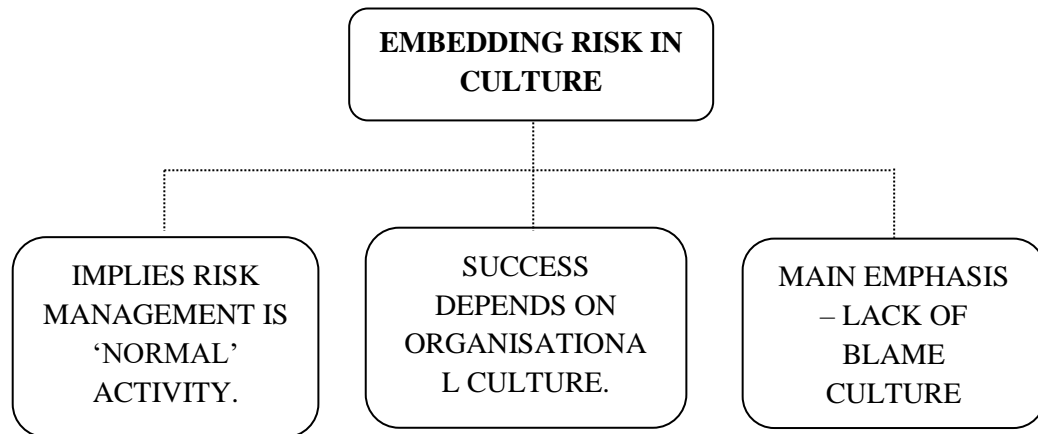 EMBEDDING RISK IN
CULTURE
IMPLIES RISK
MANAGEMENT IS
‘NORMAL’
ACTIVITY.
SUCCESS
DEPENDS ON
ORGANISATIONA
L CULTURE.
MAIN EMPHASIS
– LACK OF
BLAME
CULTURE